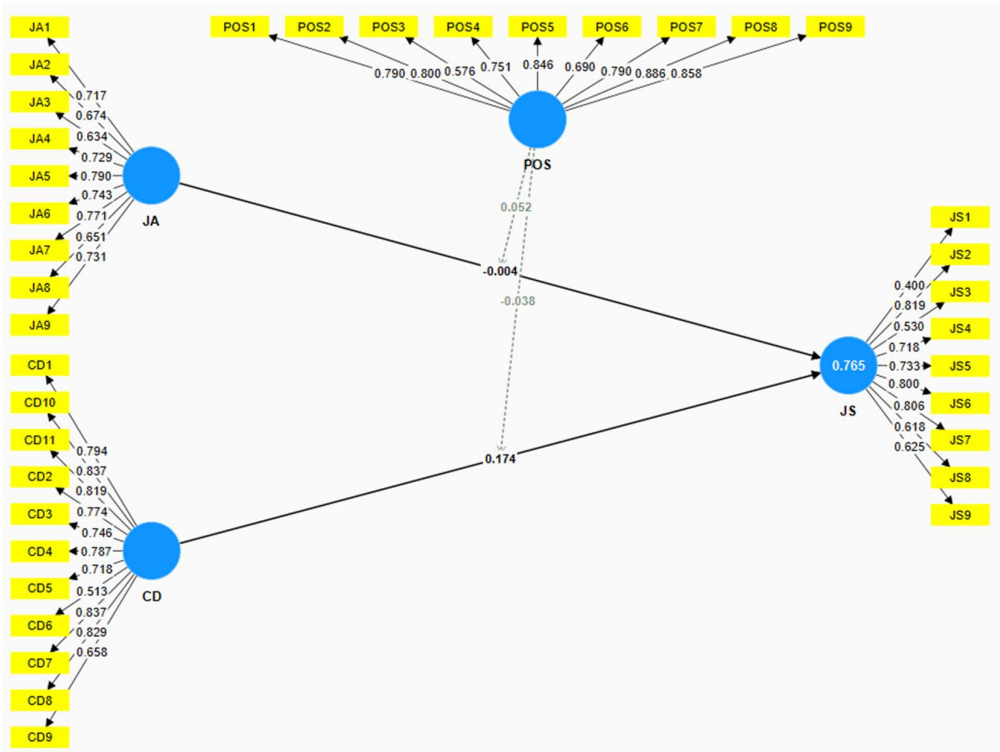 JA1
JA2
JA3
JA4
JA5
JA6
JA7
JA8
JA9
0.717
0.674
0.634
0.729
0.790
0.743
0.771
0.651
0.731
JA
POS1 POS2 POS3 POS4 POS5 POS6 POS7 POS8 POS9
0.790 0.800 0.576 0.751 0.846 0.690 0.790 0.886 0.858
POS
0.052
-0.004
-0.038
0.174
CD1
CD10
CD11
CD2
CD3
CD4
CD5
CD6
CD7
CD8
CD9
0.794
0.837
0.819
0.774
0.746
0.787
0.718
0.513
0.837
0.829
0.658
CD
0.765
JS
0.400
0.819
0.530
0.718
0.733
0.800
0.806
0.618
0.625
JS1
JS2
JS3
JS4
JS5
JS6
JS7
JS8
JS9